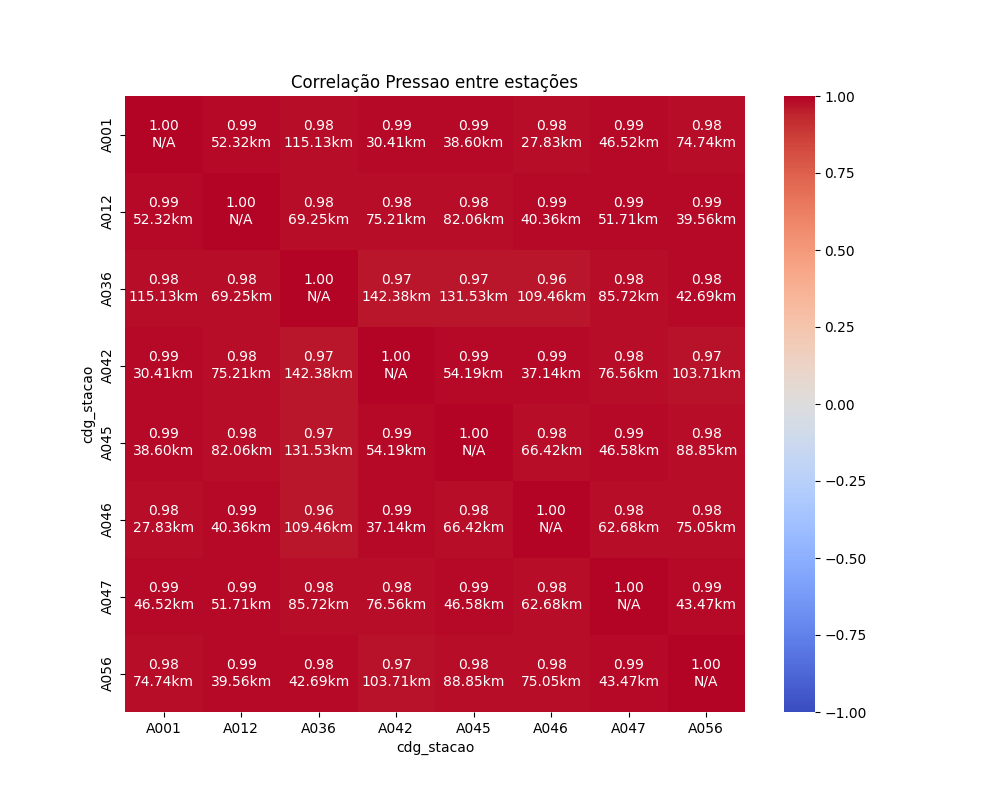 Correlação Pressao entre estações
cdg_stacao
A001
1.00 0.99 0.98 0.99 0.99 0.98 0.99 0.98
N/A 52.32km 115.13km 30.41km 38.60km 27.83km 46.52km 74.74km
A012
0.99 1.00 0.98 0.98 0.98 0.99 0.99 0.99
52.32km N/A 69.25km 75.21km 82.06km 40.36km 51.71km 39.56km
A036
0.98 0.98 1.00 0.97 0.97 0.96 0.98 0.98
115.13km 69.25km N/A 142.38km 131.53km 109.46km 85.72km 42.69km
A042
0.99 0.98 0.97 1.00 0.99 0.99 0.98 0.97
30.41km 75.21km 142.38km N/A 54.19km 37.14km 76.56km 103.71km
A045
0.99 0.98 0.97 0.99 1.00 0.98 0.99 0.98
38.60km 82.06km 131.53km 54.19km N/A 66.42km 46.58km 88.85km
A046
0.98 0.99 0.96 0.99 0.98 1.00 0.98 0.98
27.83km 40.36km 109.46km 37.14km 66.42km N/A 62.68km 75.05km
A047
0.99 0.99 0.98 0.98 0.99 0.98 1.00 0.99
46.52km 51.71km 85.72km 76.56km 46.58km 62.68km N/A 43.47km
A056
0.98 0.99 0.98 0.97 0.98 0.98 0.99 1.00
74.74km 39.56km 42.69km 103.71km 88.85km 75.05km 43.47km N/A
A001 A012 A036 A042 A045 A046 A047 A056
cdg_stacao
1.00
0.75
0.50
0.25
0.00
−0.25
−0.50
−0.75
−1.00